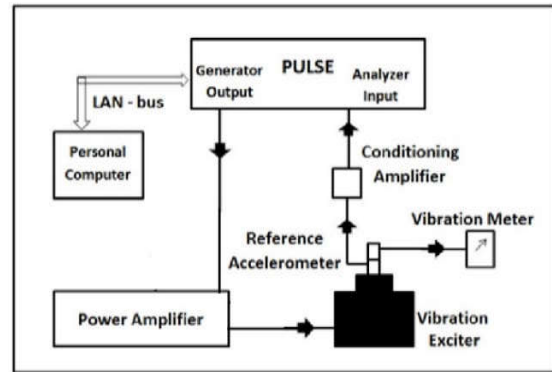 PULSE
Generator
Output
Analyzer
Input
LAN - bus
Personal
Computer
Conditioning
Amplifier
Vibration Meter
Reference
Accelerometer
Power Amplifier
Vibration
Exciter